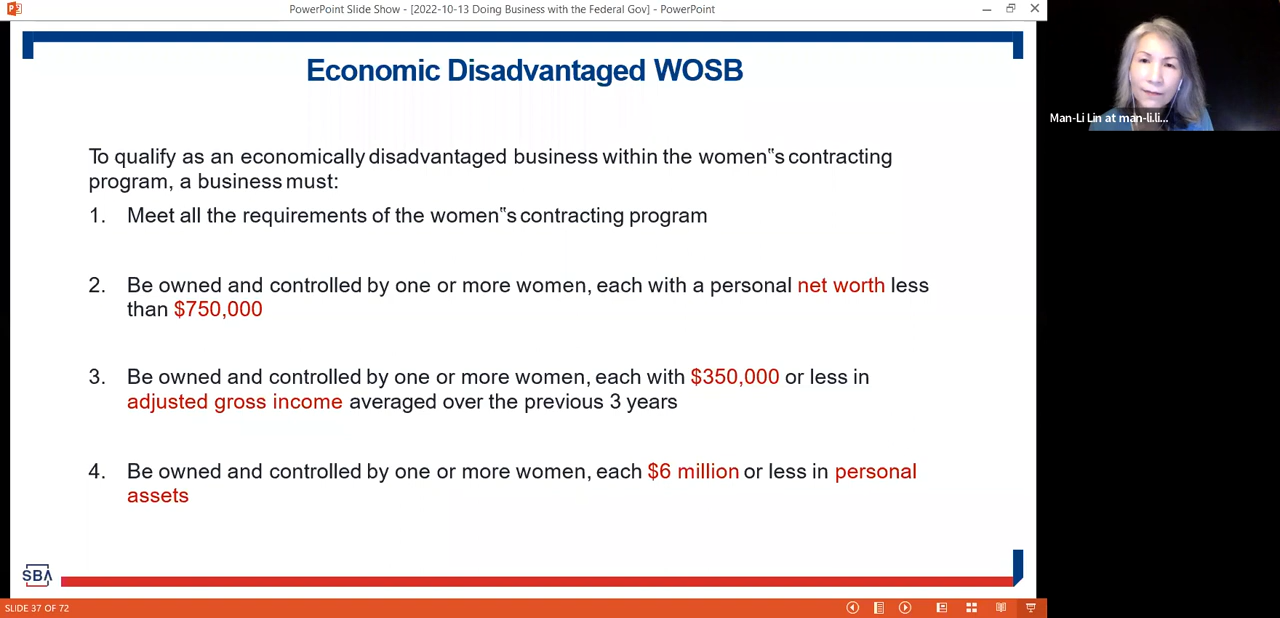 PowerPoint Slide Show - [2022-10-13 Doing Business with the Federal Gov] - PowerPoint
Economic Disadvantaged WOSB
Man-Li Lin at man-li.li...
To qualify as an economically disadvantaged business within the women‟s contracting
program, a business must:
1. Meet all the requirements of the women‟s contracting program
2. Be owned and controlled by one or more women, each with a personal net worth less
than $750,000
3. Be owned and controlled by one or more women, each with $350,000 or less in
adjusted gross income averaged over the previous 3 years
4. Be owned and controlled by one or more women, each $6 million or less in personal
assets
SBA
SLIDE 37 OF 72